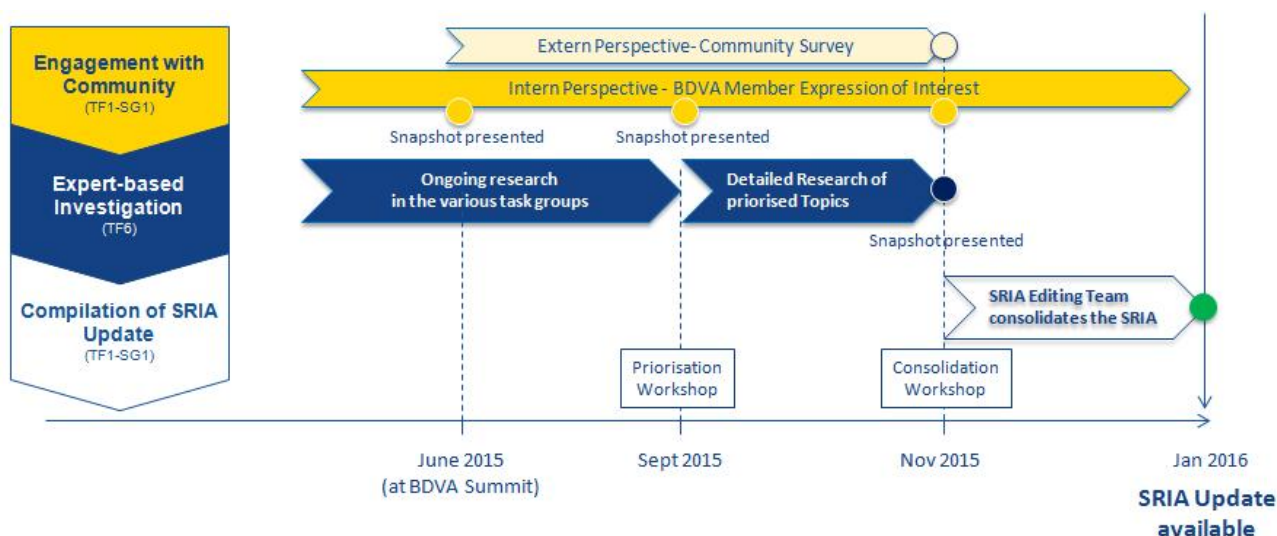 Engagement with
Community
(TF1-SG1)
Expert-based
Investigation
(TF6)
Compilation of SRIA
Update
(TF1-SG1)
Extern Perspective- Community Survey
Intern Perspective - BDVA Member Expression of Interest
Snapshot presented
Snapshot presented
Ongoing research
in the various task groups
Detailed Research of
priorised Topics
Snapshot presented
SRIA Editing Team
consolidates the SRIA
Priorisation
Workshop
Consolidation
Workshop
June 2015
(at BDVA Summit)
Sept 2015
Nov 2015
Jan 2016
SRIA Update
available